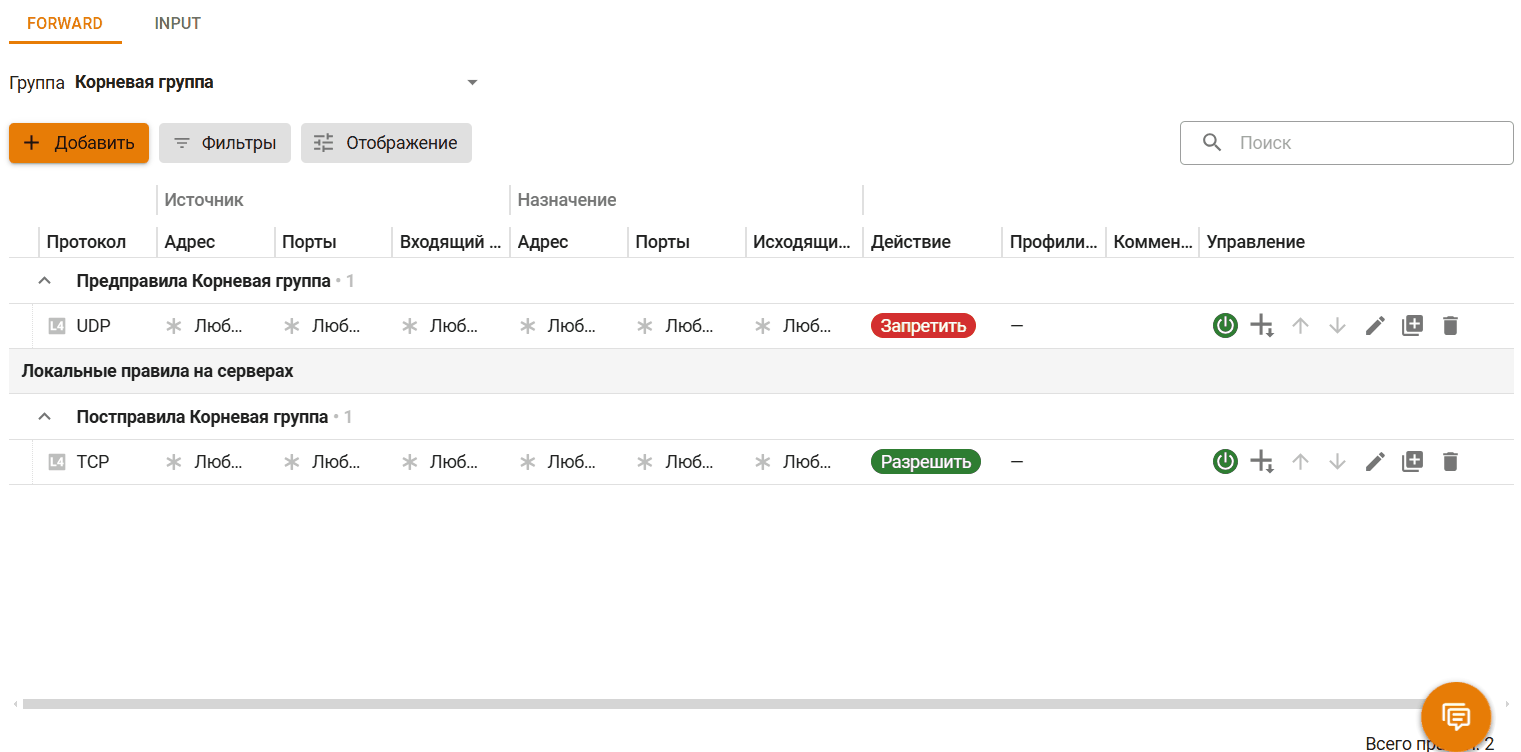 FORWARD INPUT
Группа Корневая группа
Добавить Фильтры Отображение Поиск
Источник Назначение
Протокол Адрес Порты Входящий ... Адрес Порты Исходящи... Действие Профили... Коммен... Управление
Предправила Корневая группа • 1
L4 UDP Люб... Люб... Люб... Люб... Люб... Люб... Запретить —
Локальные правила на серверах
Постправила Корневая группа • 1
L4 TCP Люб... Люб... Люб... Люб... Люб... Люб... Разрешить —
Всего 2